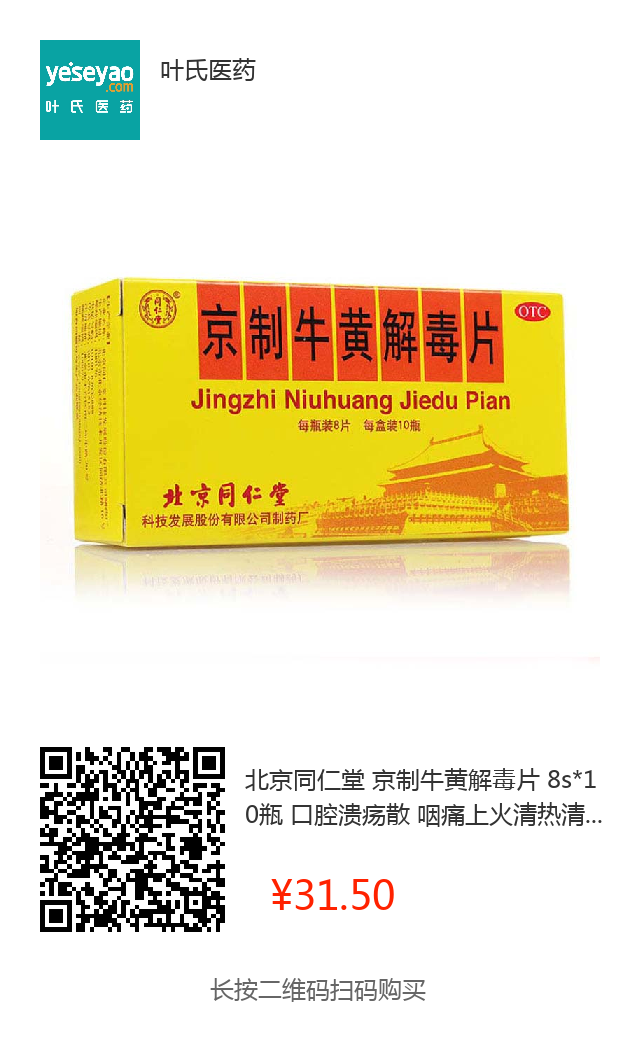 yeseyao
.com
叶氏医药
叶氏医药
同仁堂
®
京制牛黄解毒片
OTC
Jingzhi Niuhuang Jiedu Pian
每瓶装8片 每盒装10瓶
北京同仁堂
科技发展股份有限公司制药厂
北京同仁堂 京制牛黄解毒片 8s*1
0瓶 口腔溃疡散 咽痛上火清热清...
¥31.50
长按二维码扫码购买